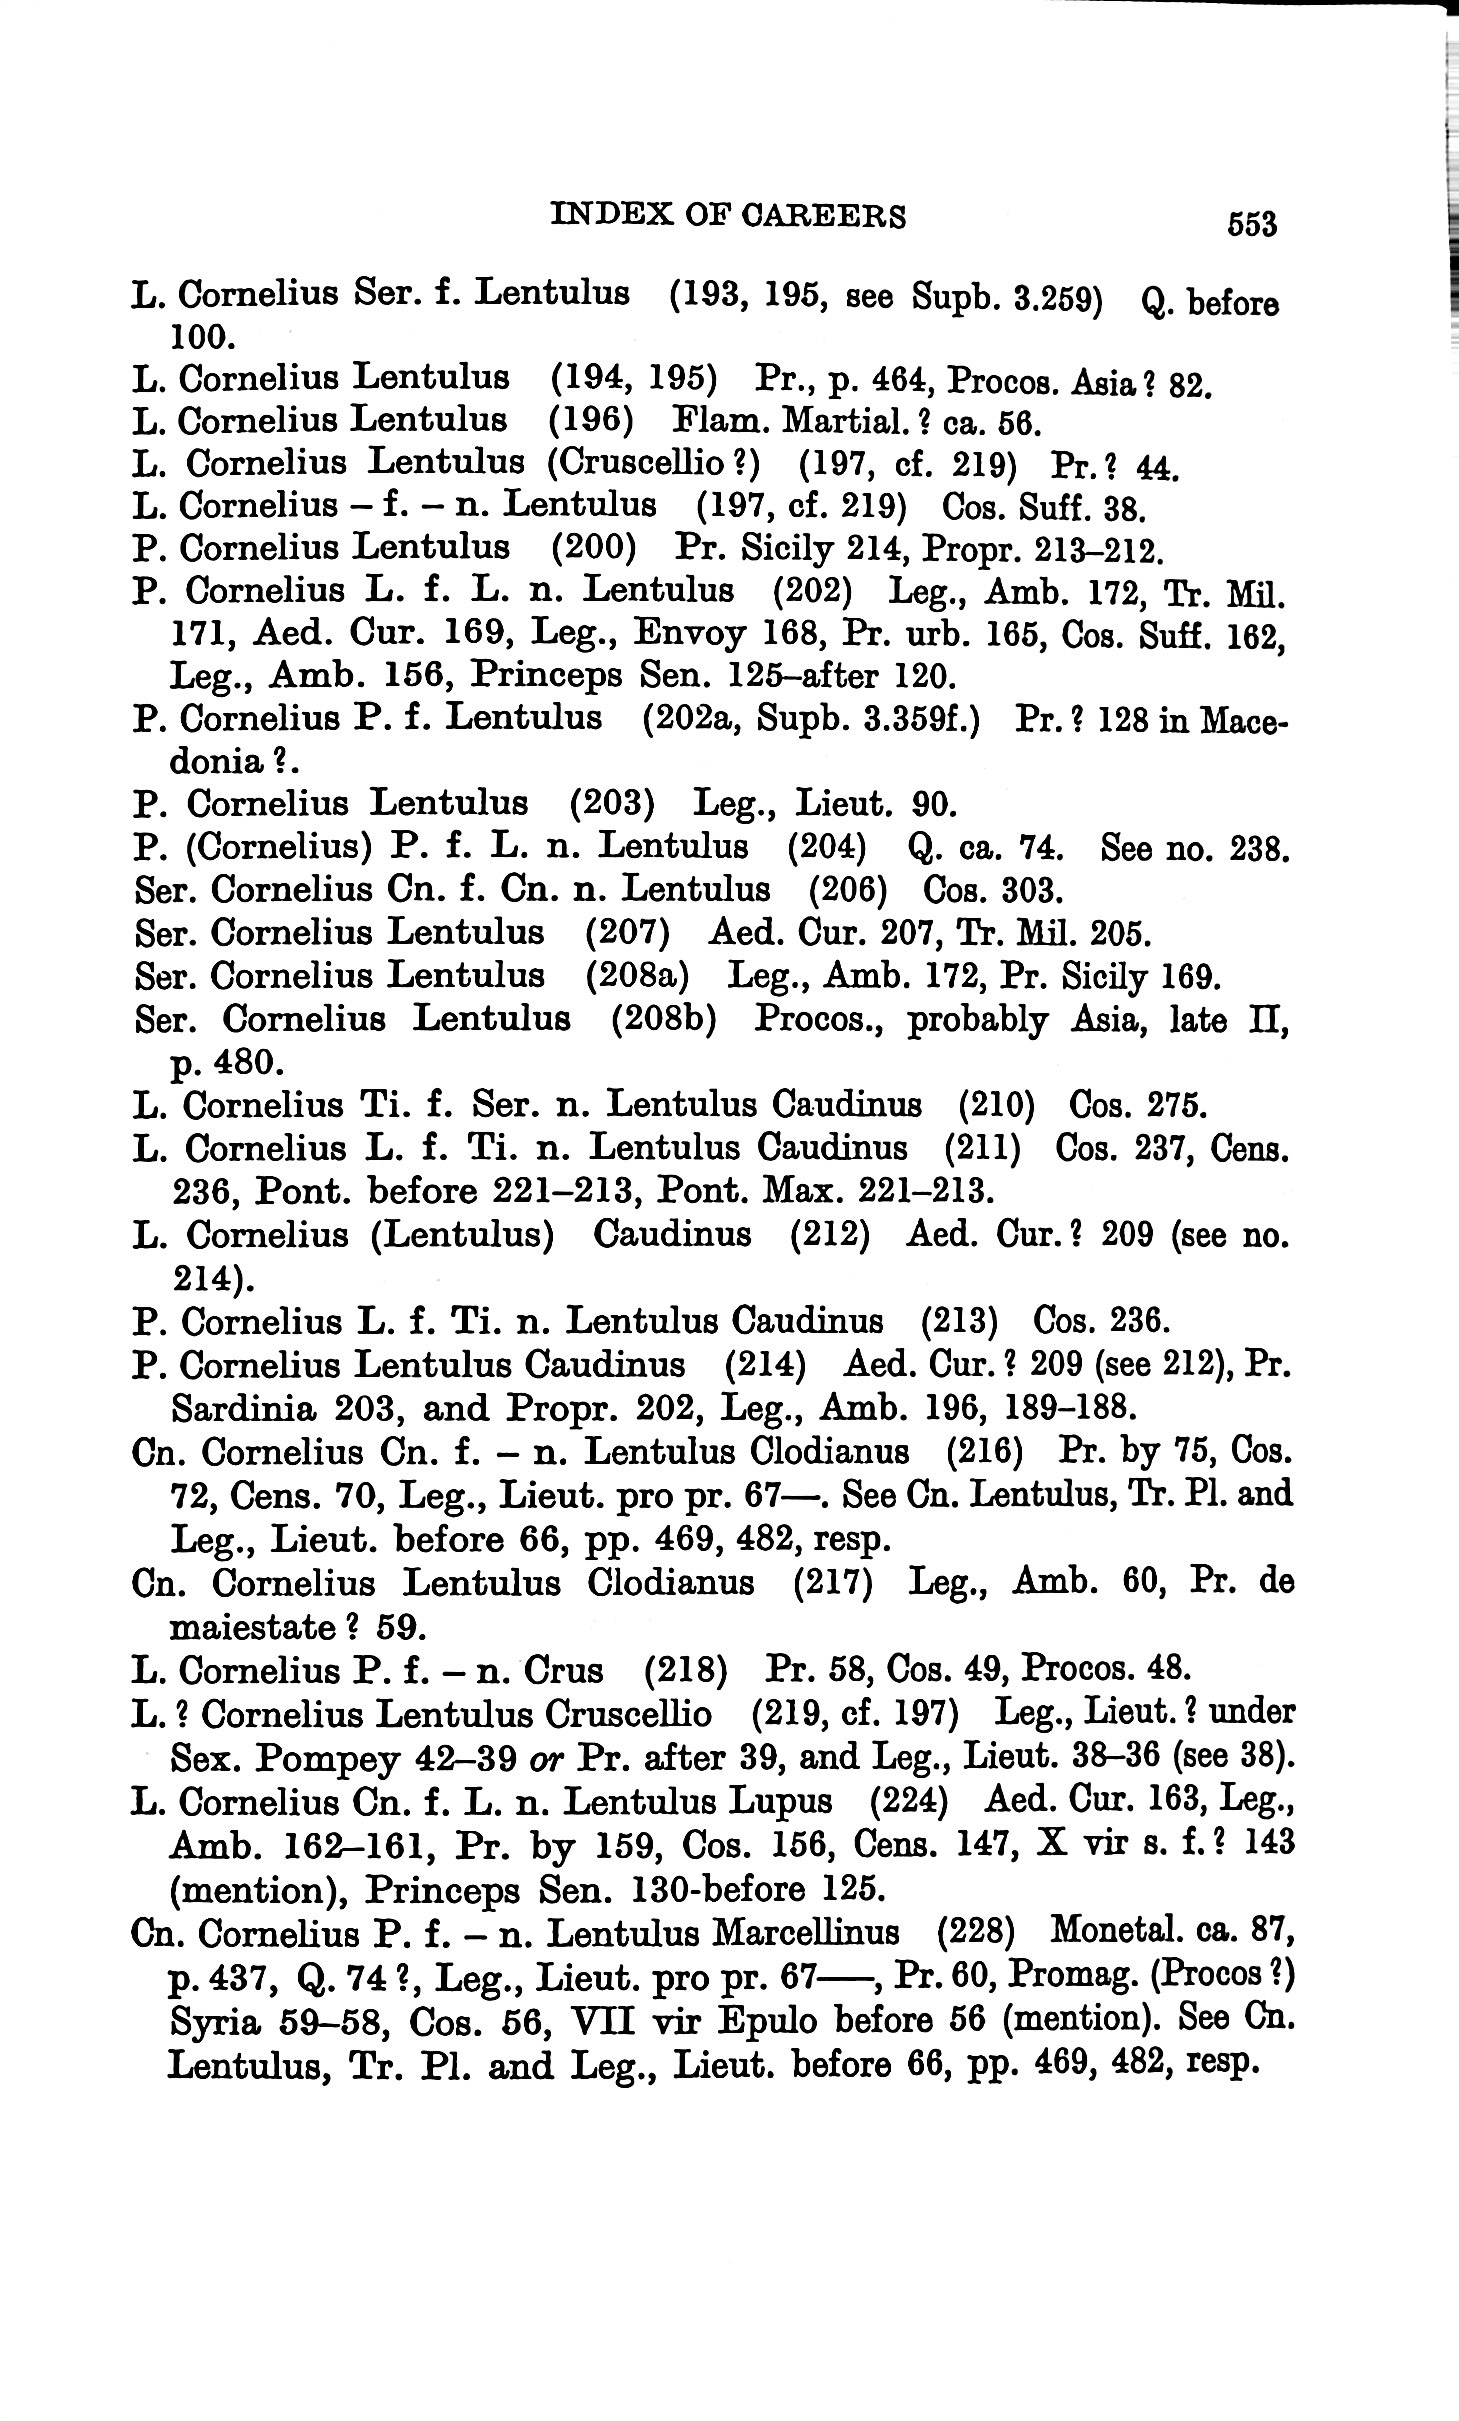 INDEX OF CAREERS 553
L. Cornelius Ser. f. Lentulus (193, 195, see Supb. 3.259) Q. before
100.
L. Cornelius Lentulus (194, 195) Pr., p. 464, Procos. Asia ? 82.
L. Cornelius Lentulus (196) Flam. Martial. ? ca. 56.
L. Cornelius Lentulus (Cruscellio ?) (197, cf. 219) Pr. ? 44.
L. Cornelius – f. – n. Lentulus (197, cf. 219) Cos. Suff. 38.
P. Cornelius Lentulus (200) Pr. Sicily 214, Propr. 213–212.
P. Cornelius L. f. L. n. Lentulus (202) Leg., Amb. 172, Tr. Mil.
171, Aed. Cur. 169, Leg., Envoy 168, Pr. urb. 165, Cos. Suff. 162,
Leg., Amb. 156, Princeps Sen. 125–after 120.
P. Cornelius P. f. Lentulus (202a, Supb. 3.359f.) Pr. ? 128 in Mace-
donia ?.
P. Cornelius Lentulus (203) Leg., Lieut. 90.
P. (Cornelius) P. f. L. n. Lentulus (204) Q. ca. 74. See no. 238.
Ser. Cornelius Cn. f. Cn. n. Lentulus (206) Cos. 303.
Ser. Cornelius Lentulus (207) Aed. Cur. 207, Tr. Mil. 205.
Ser. Cornelius Lentulus (208a) Leg., Amb. 172, Pr. Sicily 169.
Ser. Cornelius Lentulus (208b) Procos., probably Asia, late II,
p. 480.
L. Cornelius Ti. f. Ser. n. Lentulus Caudinus (210) Cos. 275.
L. Cornelius L. f. Ti. n. Lentulus Caudinus (211) Cos. 237, Cens.
236, Pont. before 221–213, Pont. Max. 221–213.
L. Cornelius (Lentulus) Caudinus (212) Aed. Cur. ? 209 (see no.
214).
P. Cornelius L. f. Ti. n. Lentulus Caudinus (213) Cos. 236.
P. Cornelius Lentulus Caudinus (214) Aed. Cur. ? 209 (see 212), Pr.
Sardinia 203, and Propr. 202, Leg., Amb. 196, 189–188.
Cn. Cornelius Cn. f. – n. Lentulus Clodianus (216) Pr. by 75, Cos.
72, Cens. 70, Leg., Lieut. pro pr. 67—. See Cn. Lentulus, Tr. Pl. and
Leg., Lieut. before 66, pp. 469, 482, resp.
Cn. Cornelius Lentulus Clodianus (217) Leg., Amb. 60, Pr. de
maiestate ? 59.
L. Cornelius P. f. – n. Crus (218) Pr. 58, Cos. 49, Procos. 48.
L. ? Cornelius Lentulus Cruscellio (219, cf. 197) Leg., Lieut. ? under
Sex. Pompey 42–39 or Pr. after 39, and Leg., Lieut. 38–36 (see 38).
L. Cornelius Cn. f. L. n. Lentulus Lupus (224) Aed. Cur. 163, Leg.,
Amb. 162–161, Pr. by 159, Cos. 156, Cens. 147, X vir s. f. ? 143
(mention), Princeps Sen. 130-before 125.
Cn. Cornelius P. f. – n. Lentulus Marcellinus (228) Monetal. ca. 87,
p. 437, Q. 74 ?, Leg., Lieut. pro pr. 67—, Pr. 60, Promag. (Procos ?)
Syria 59–58, Cos. 56, VII vir Epulo before 56 (mention). See Cn.
Lentulus, Tr. Pl. and Leg., Lieut. before 66, pp. 469, 482, resp.